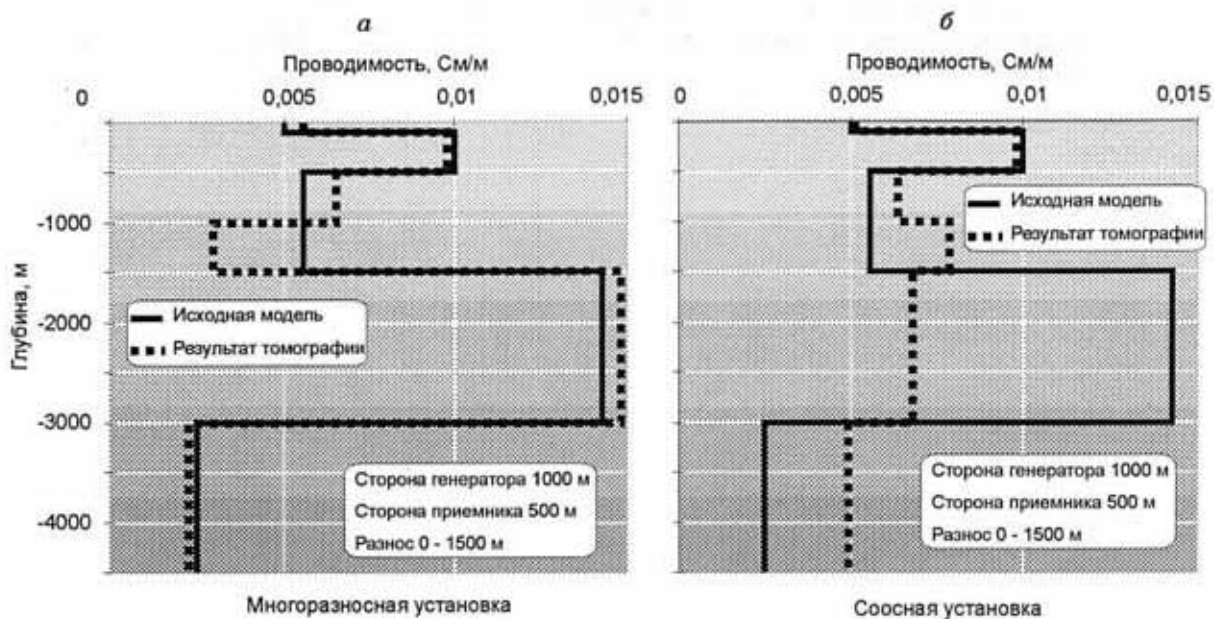 а
Проводимость, См/м
0 0,005 0,01 0,015
Глубина, м
-1000
-2000
-3000
-4000
Исходная модель
Результат томографии
Сторона генератора 1000 м
Сторона приемника 500 м
Разнос 0 - 1500 м
Многоразносная установка
б
Проводимость, См/м
0 0,005 0,01 0,015
Исходная модель
Результат томографии
Сторона генератора 1000 м
Сторона приемника 500 м
Разнос 0 - 1500 м
Соосная установка